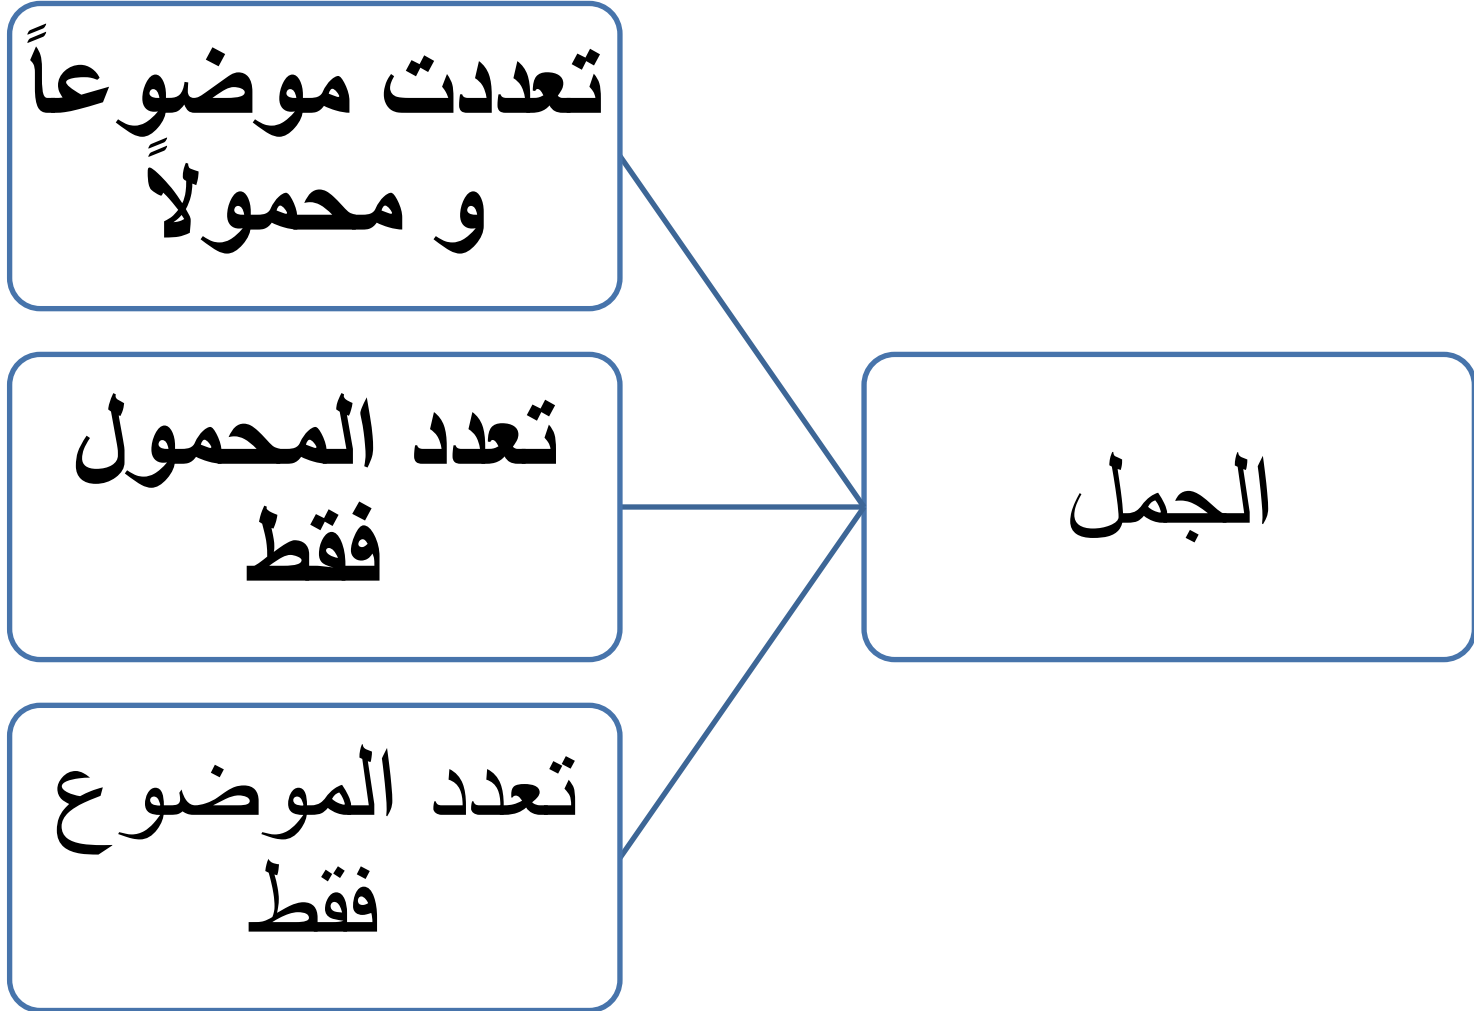 الجمل
تعددت موضوعاً
و محمولاً
تعدد المحمول
فقط
تعدد الموضوع
فقط